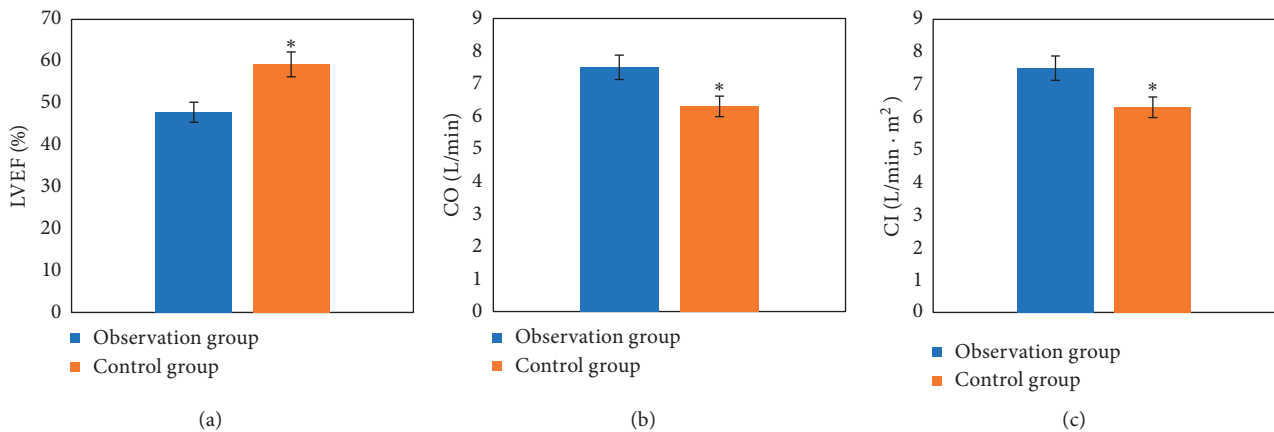 70
60
50
40
30
20
10
0
LVEF (%)
*
Observation group
Control group
(a)
9
8
7
6
5
4
3
2
1
0
CO (L/min)
*
Observation group
Control group
(b)
9
8
7
6
5
4
3
2
1
0
CI (L/min · m²)
*
Observation group
Control group
(c)